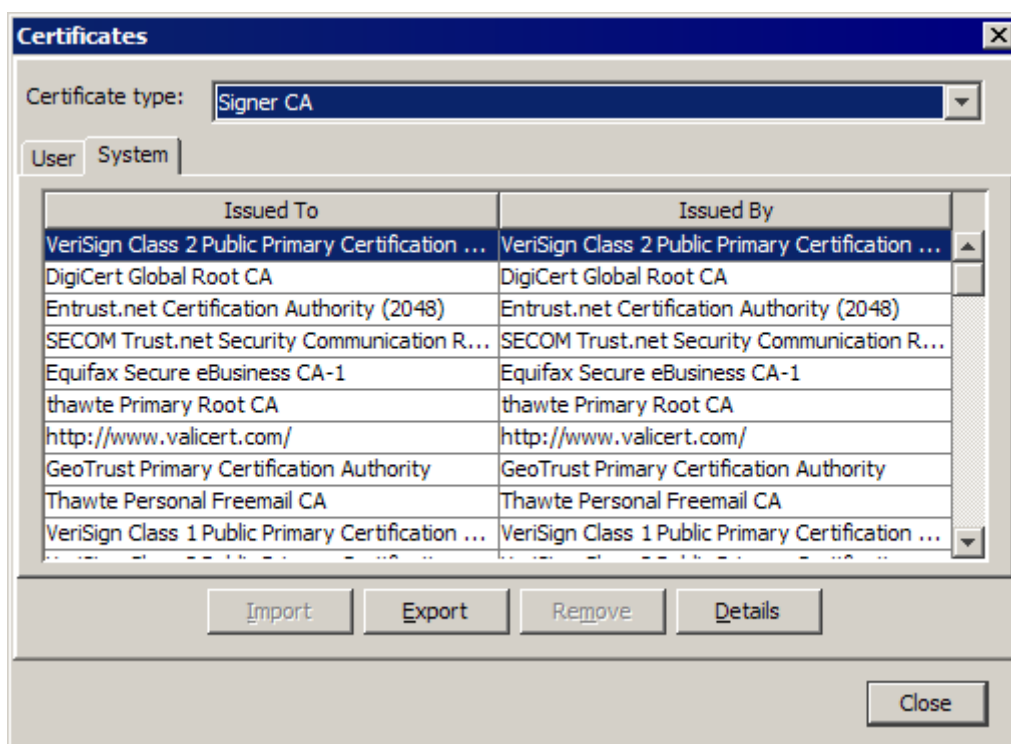 Certificates
Certificate type: Signer CA
User System
Issued To Issued By
VeriSign Class 2 Public Primary Certification ... VeriSign Class 2 Public Primary Certification ...
DigiCert Global Root CA DigiCert Global Root CA
Entrust.net Certification Authority (2048) Entrust.net Certification Authority (2048)
SECOM Trust.net Security Communication R... SECOM Trust.net Security Communication R...
Equifax Secure eBusiness CA-1 Equifax Secure eBusiness CA-1
thawte Primary Root CA thawte Primary Root CA
http://www.valicert.com/ http://www.valicert.com/
GeoTrust Primary Certification Authority GeoTrust Primary Certification Authority
Thawte Personal Freemail CA Thawte Personal Freemail CA
VeriSign Class 1 Public Primary Certification ... VeriSign Class 1 Public Primary Certification ...
Import Export Remove Details
Close